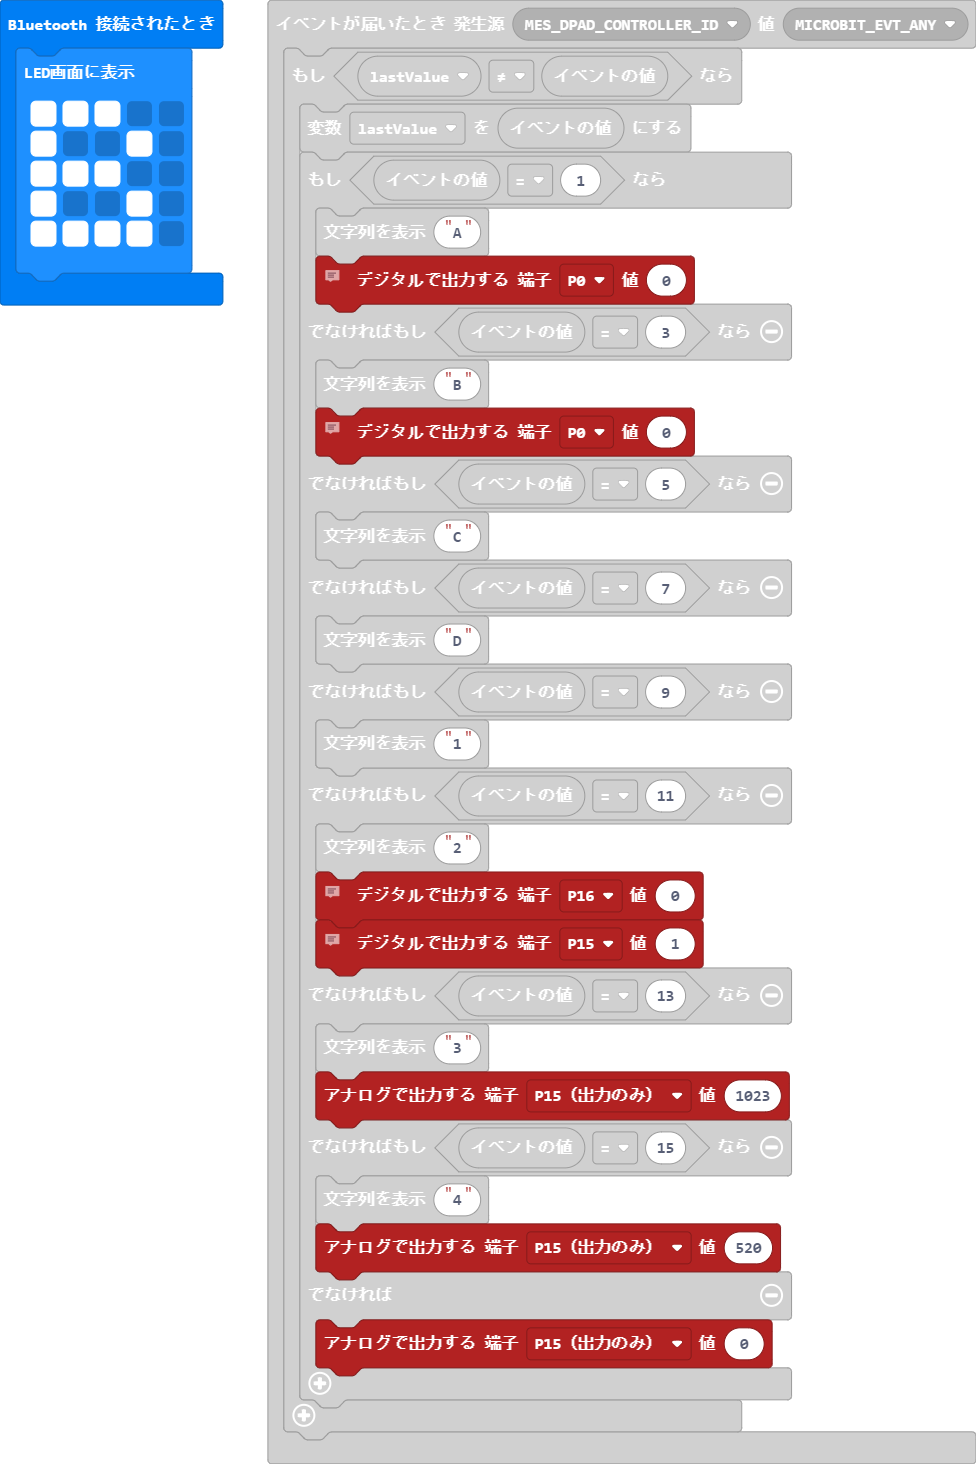 Bluetooth 接続されたとき
LED画面に表示
イベントが届いたとき 発生源 MES_DPAD_CONTROLLER_ID 値 MICROBIT_EVT_ANY
もし lastValue ≠ イベントの値 なら
変数 lastValue を イベントの値 にする
もし イベントの値 = 1 なら
文字列を表示 "A"
デジタルで出力する 端子 P0 値 0
でなければもし イベントの値 = 3 なら
文字列を表示 "B"
デジタルで出力する 端子 P0 値 0
でなければもし イベントの値 = 5 なら
文字列を表示 "C"
でなければもし イベントの値 = 7 なら
文字列を表示 "D"
でなければもし イベントの値 = 9 なら
文字列を表示 "1"
でなければもし イベントの値 = 11 なら
文字列を表示 "2"
デジタルで出力する 端子 P16 値 0
デジタルで出力する 端子 P15 値 1
でなければもし イベントの値 = 13 なら
文字列を表示 "3"
アナログで出力する 端子 P15（出力のみ） 値 1023
でなければもし イベントの値 = 15 なら
文字列を表示 "4"
アナログで出力する 端子 P15（出力のみ） 値 520
でなければ
アナログで出力する 端子 P15（出力のみ） 値 0